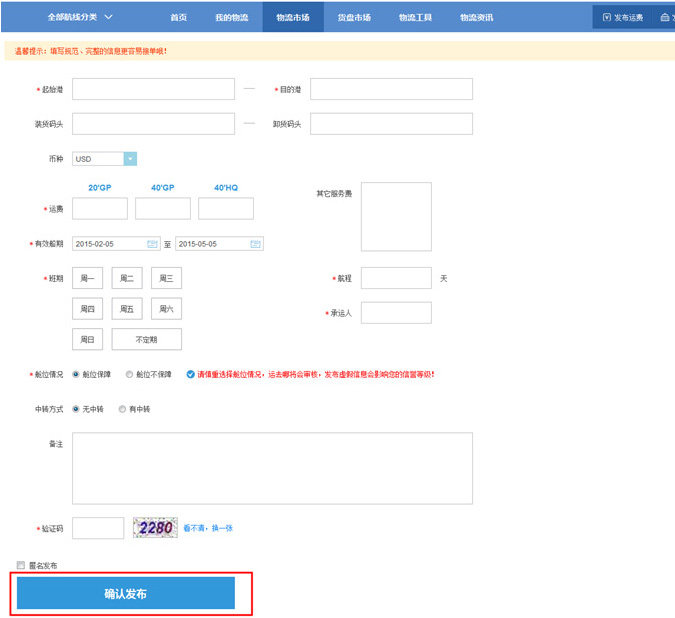 全部航线分类 首页 我的物流 物流市场 货盘市场 物流工具 物流资讯 发布运费
温馨提示：填写规范、完整的信息更容易接单哦！
*起始港 — *目的港
装货码头 — 卸货码头
币种 USD
20'GP 40'GP 40'HQ 其它服务费
*运费
*有效船期 2015-02-05 至 2015-05-05
*班期 周一 周二 周三 *航程 天
周四 周五 周六 *承运人
周日 不定期
*舱位情况 舱位保障 舱位不保障 请慎重选择舱位情况，运去哪将会审核，发布虚假信息会影响您的信誉等级！
中转方式 无中转 有中转
备注
*验证码 2280 看不清，换一张
匿名发布
确认发布